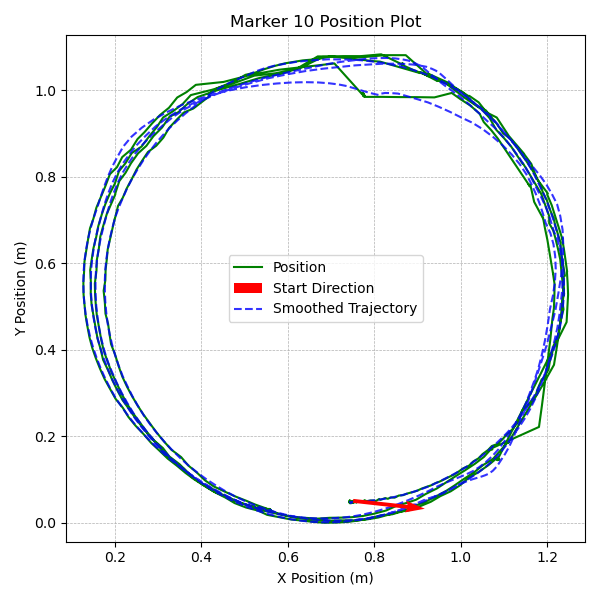 Marker 10 Position Plot
Y Position (m)
1.0
0.8
0.6
0.4
0.2
0.0
Position
Start Direction
Smoothed Trajectory
0.2 0.4 0.6 0.8 1.0 1.2
X Position (m)